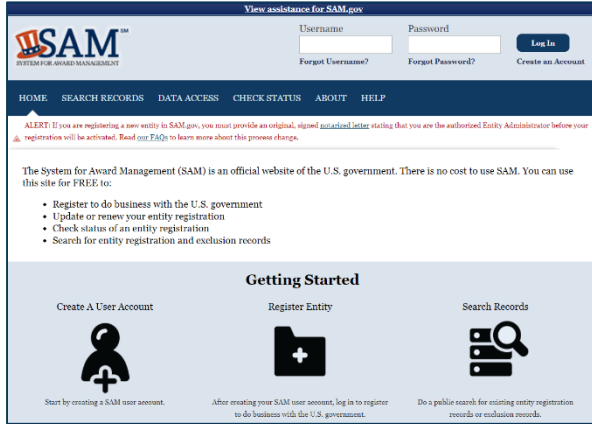 View assistance for SAM.gov
Username
Password
SAM℠
SYSTEM FOR AWARD MANAGEMENT
Log In
Forgot Username?
Forgot Password?
Create an Account
HOME SEARCH RECORDS DATA ACCESS CHECK STATUS ABOUT HELP
ALERT: If you are registering a new entity in SAM.gov, you must provide an original, signed notarized letter stating that you are the authorized Entity Administrator before your
registration will be activated. Read our FAQs to learn more about this process change.
The System for Award Management (SAM) is an official website of the U.S. government. There is no cost to use SAM. You can use
this site for FREE to:
• Register to do business with the U.S. government
• Update or renew your entity registration
• Check status of an entity registration
• Search for entity registration and exclusion records
Getting Started
Create A User Account
Register Entity
Search Records
Start by creating a SAM user account.
After creating your SAM user account, log in to register
to do business with the U.S. government.
Do a public search for existing entity registration
records or exclusion records.